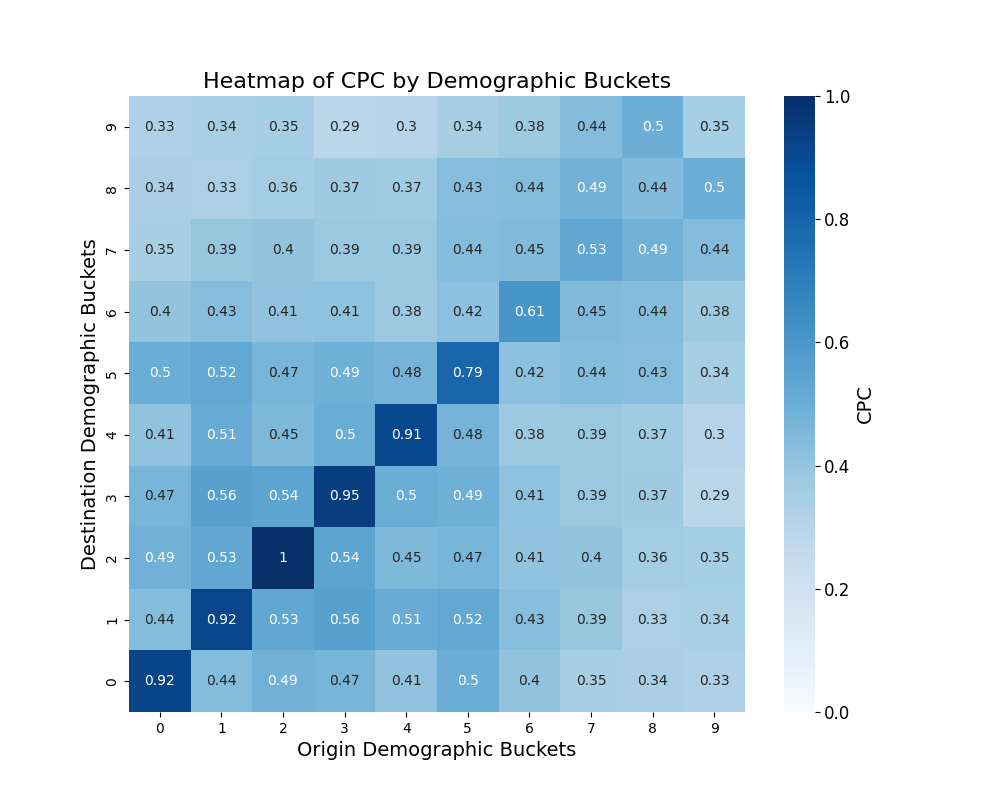 Heatmap of CPC by Demographic Buckets
9 0.33 0.34 0.35 0.29 0.3 0.34 0.38 0.44 0.5 0.35
8 0.34 0.33 0.36 0.37 0.37 0.43 0.44 0.49 0.44 0.5
7 0.35 0.39 0.4 0.39 0.39 0.44 0.45 0.53 0.49 0.44
6 0.4 0.43 0.41 0.41 0.38 0.42 0.61 0.45 0.44 0.38
5 0.5 0.52 0.47 0.49 0.48 0.79 0.42 0.44 0.43 0.34
4 0.41 0.51 0.45 0.5 0.91 0.48 0.38 0.39 0.37 0.3
3 0.47 0.56 0.54 0.95 0.5 0.49 0.41 0.39 0.37 0.29
2 0.49 0.53 1 0.54 0.45 0.47 0.41 0.4 0.36 0.35
1 0.44 0.92 0.53 0.56 0.51 0.52 0.43 0.39 0.33 0.34
0 0.92 0.44 0.49 0.47 0.41 0.5 0.4 0.35 0.34 0.33
0 1 2 3 4 5 6 7 8 9
Origin Demographic Buckets
Destination Demographic Buckets
1.0
0.8
0.6
0.4
0.2
0.0
CPC